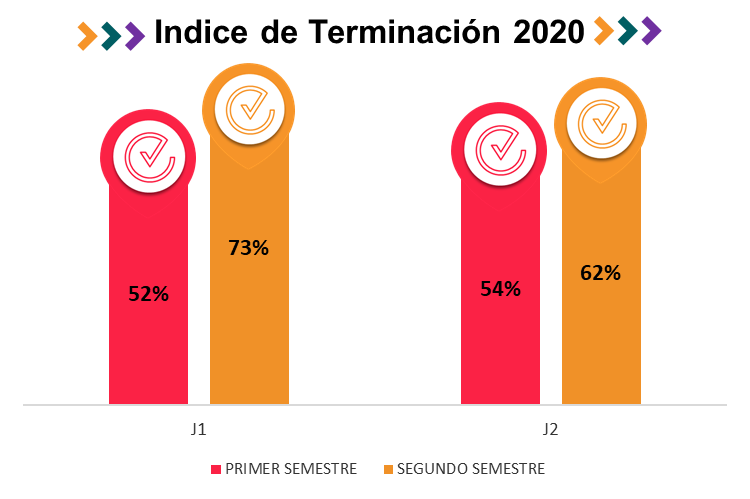 Indice de Terminación 2020
73%
52%
62%
54%
J1
J2
PRIMER SEMESTRE
SEGUNDO SEMESTRE